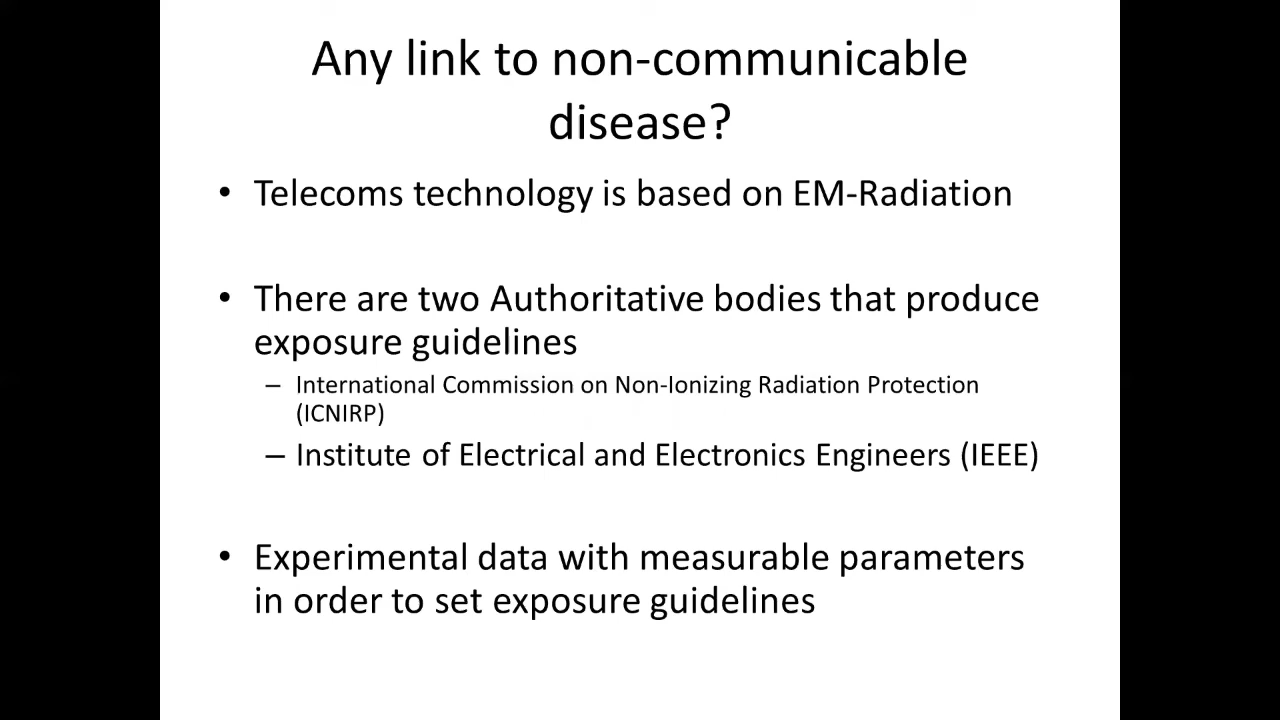 Any link to non-communicable
disease?
• Telecoms technology is based on EM-Radiation
• There are two Authoritative bodies that produce
exposure guidelines
– International Commission on Non-Ionizing Radiation Protection
(ICNIRP)
– Institute of Electrical and Electronics Engineers (IEEE)
• Experimental data with measurable parameters
in order to set exposure guidelines